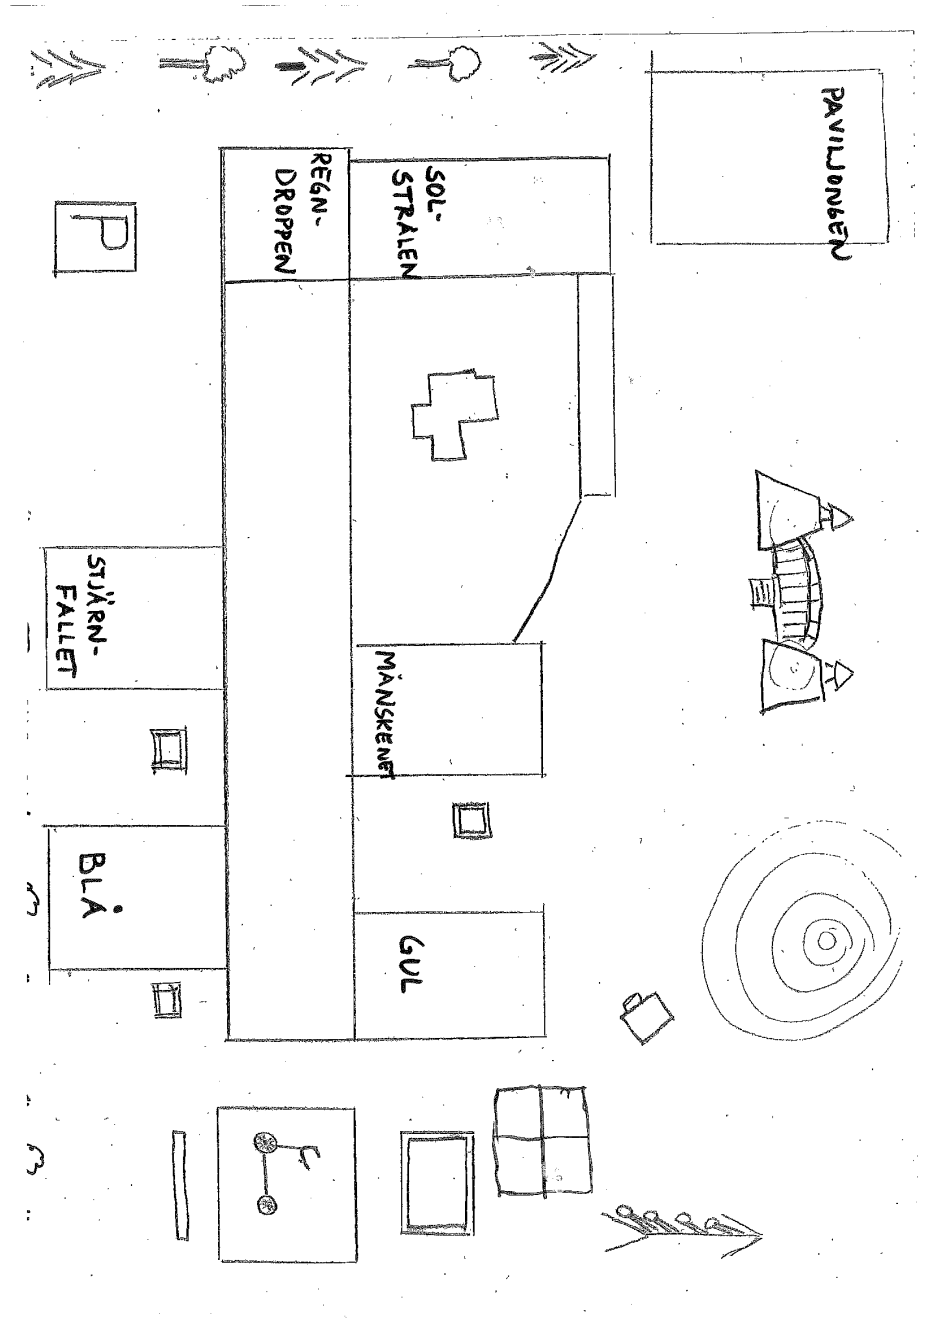 PAVILJONGEN
SOL-
STRÅLEN
MÅNSKENET
GUL
REGN-
DROPPEN
P
STJÄRN-
FALLET
BLÅ